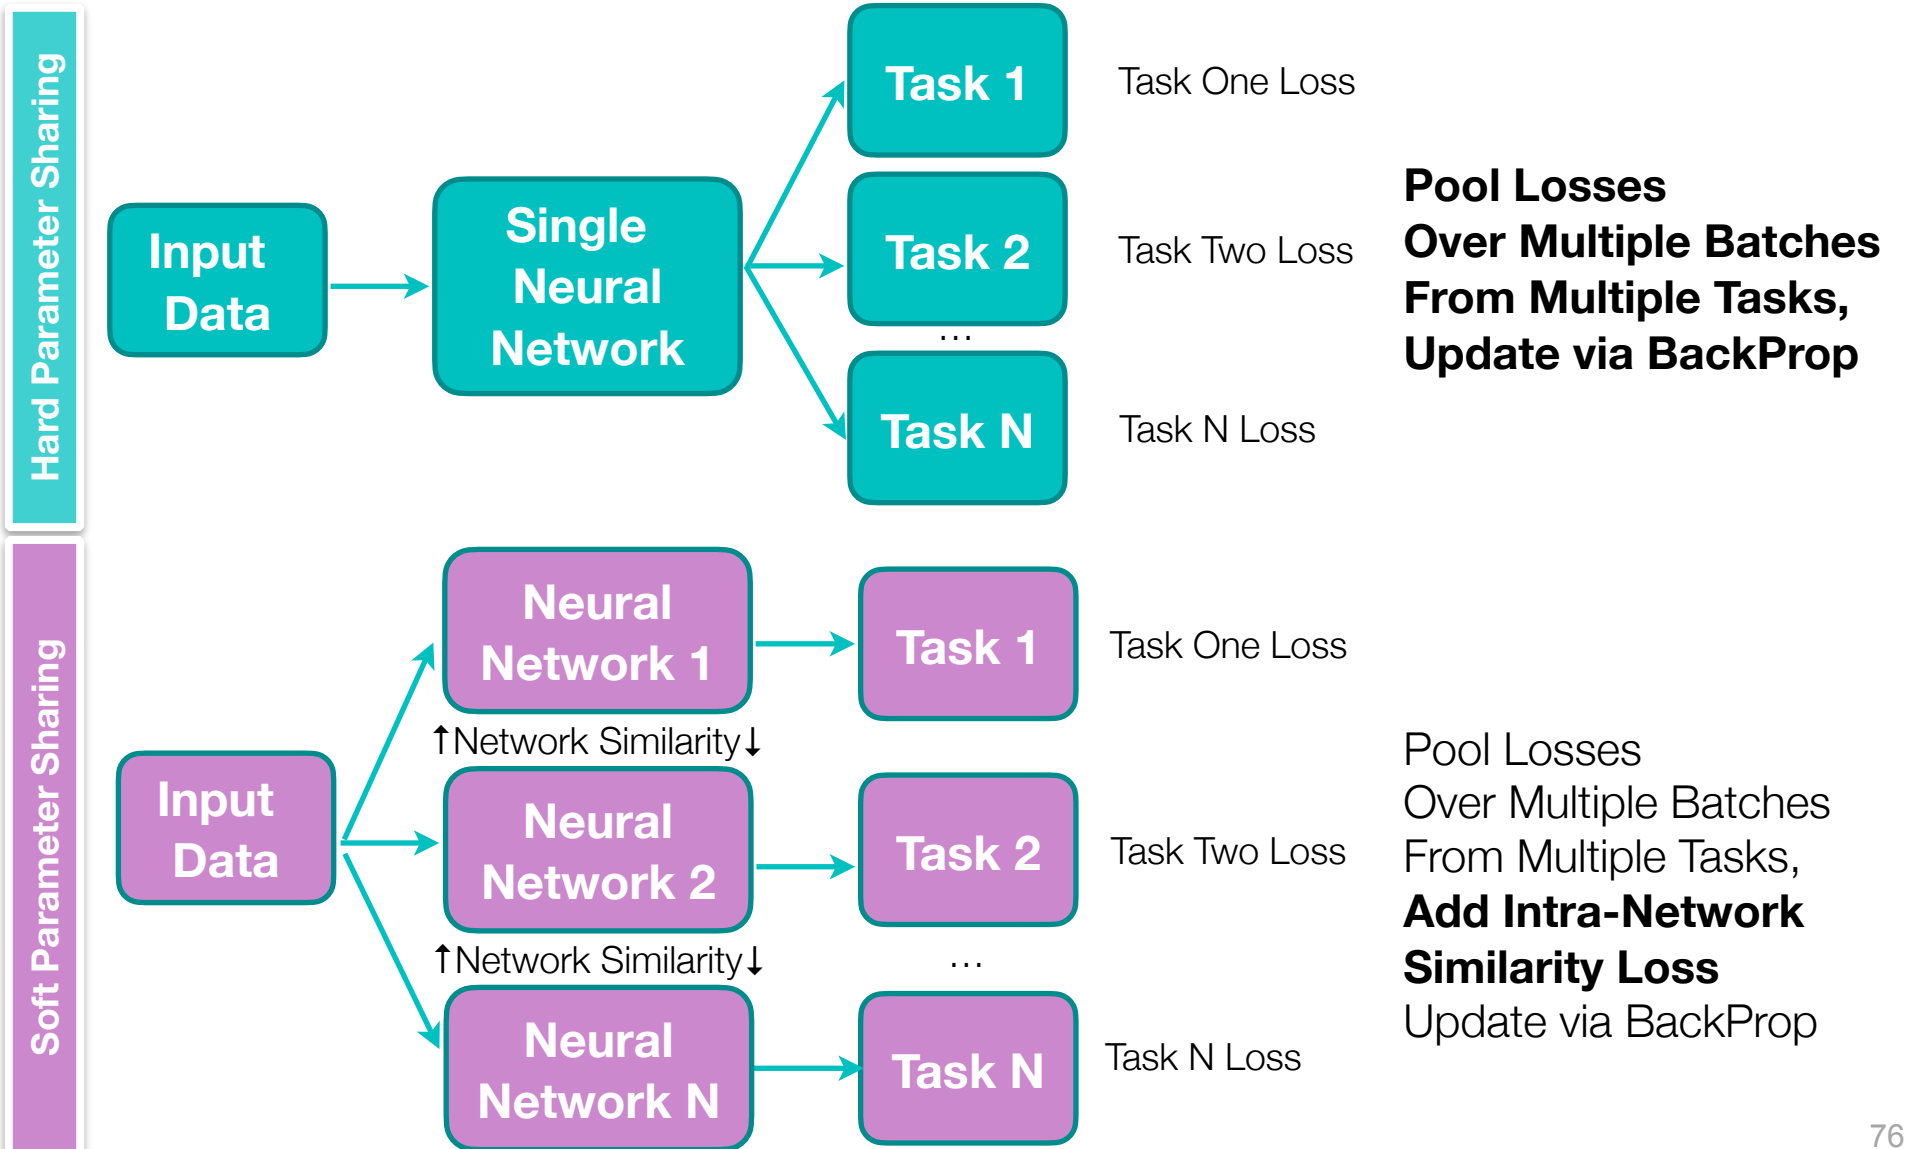 Hard Parameter Sharing
Input
Data
Single
Neural
Network
Task 1
Task One Loss
Task 2
Task Two Loss
...
Task N
Task N Loss
Pool Losses
Over Multiple Batches
From Multiple Tasks,
Update via BackProp
Soft Parameter Sharing
Input
Data
Neural
Network 1
↑Network Similarity↓
Neural
Network 2
↑Network Similarity↓
Neural
Network N
Task 1
Task One Loss
Task 2
Task Two Loss
...
Task N
Task N Loss
Pool Losses
Over Multiple Batches
From Multiple Tasks,
Add Intra-Network
Similarity Loss
Update via BackProp
76